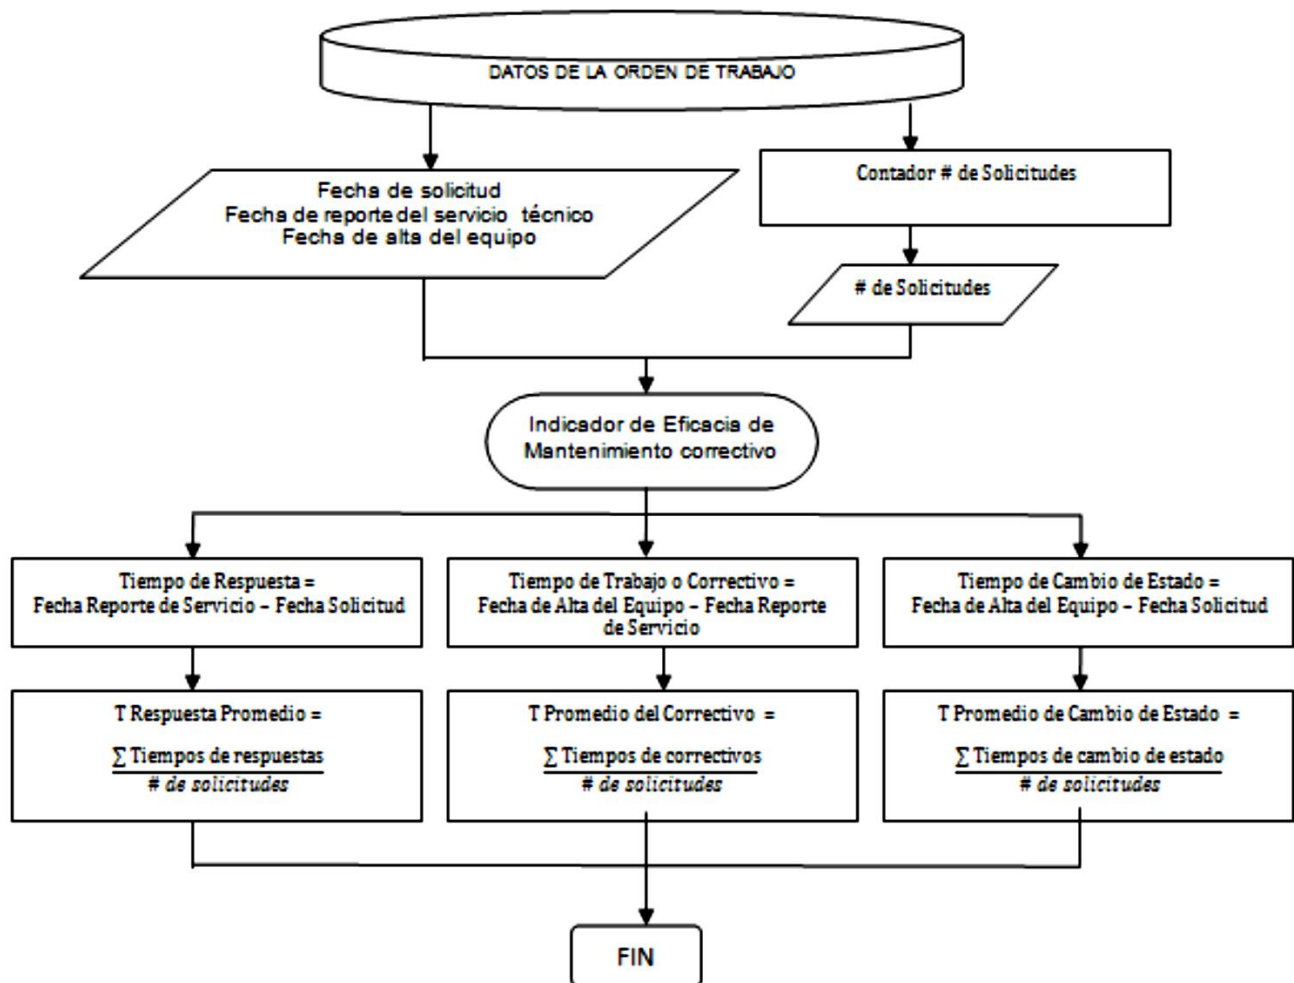 DATOS DE LA ORDEN DE TRABAJO
Fecha de solicitud
Fecha de reporte del servicio técnico
Fecha de alta del equipo
Contador # de Solicitudes
# de Solicitudes
Indicador de Eficacia de
Mantenimiento correctivo
Tiempo de Respuesta =
Fecha Reporte de Servicio – Fecha Solicitud
Tiempo de Trabajo o Correctivo =
Fecha de Alta del Equipo – Fecha Reporte
de Servicio
Tiempo de Cambio de Estado =
Fecha de Alta del Equipo – Fecha Solicitud
T Respuesta Promedio =
∑ Tiempos de respuestas
# de solicitudes
T Promedio del Correctivo =
∑ Tiempos de correctivos
# de solicitudes
T Promedio de Cambio de Estado =
∑ Tiempos de cambio de estado
# de solicitudes
FIN